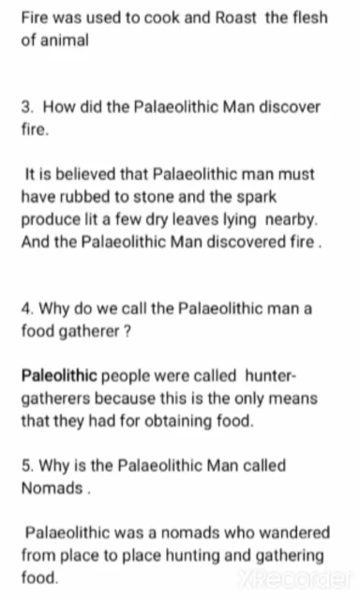 Fire was used to cook and Roast the flesh
of animal
3. How did the Palaeolithic Man discover
fire.
It is believed that Palaeolithic man must
have rubbed to stone and the spark
produce lit a few dry leaves lying nearby.
And the Palaeolithic Man discovered fire .
4. Why do we call the Palaeolithic man a
food gatherer ?
Paleolithic people were called hunter-
gatherers because this is the only means
that they had for obtaining food.
5. Why is the Palaeolithic Man called
Nomads .
Palaeolithic was a nomads who wandered
from place to place hunting and gathering
food.
XRecorder